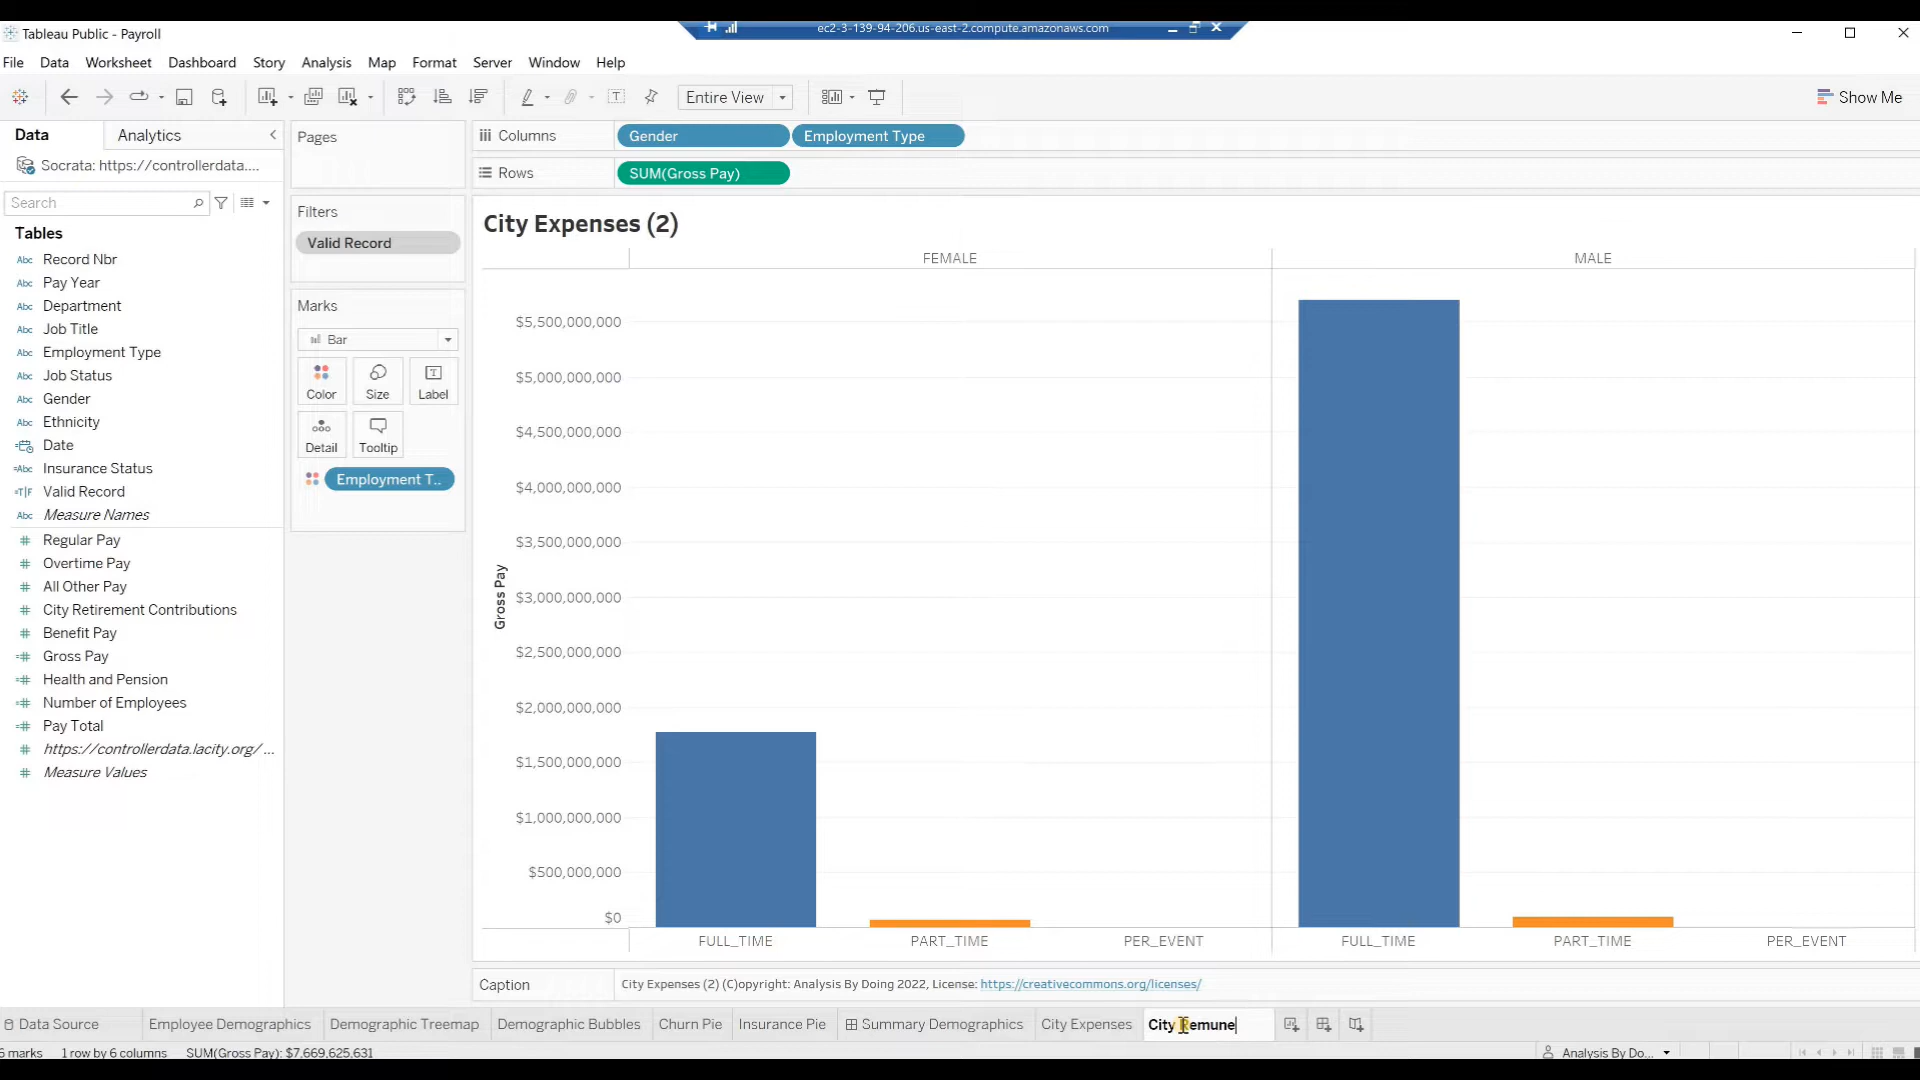 Tableau Public - Payroll
ec2-3-139-94-206.us-east-2.compute.amazonaws.com
File Data Worksheet Dashboard Story Analysis Map Format Server Window Help
Entire View
Show Me
Data
Analytics
Socrata: https://controllerdata....
Search
Tables
Abc Record Nbr
Abc Pay Year
Abc Department
Abc Job Title
Abc Employment Type
Abc Job Status
Abc Gender
Abc Ethnicity
Date
=Abc Insurance Status
=T|F Valid Record
Abc Measure Names
# Regular Pay
# Overtime Pay
# All Other Pay
# City Retirement Contributions
# Benefit Pay
=# Gross Pay
=# Health and Pension
=# Number of Employees
=# Pay Total
# https://controllerdata.lacity.org/ ...
# Measure Values
Pages
Filters
Valid Record
Marks
Bar
Color Size Label
Detail Tooltip
Employment T..
Columns Gender Employment Type
Rows SUM(Gross Pay)
City Expenses (2)
FEMALE MALE
Gross Pay
$5,500,000,000
$5,000,000,000
$4,500,000,000
$4,000,000,000
$3,500,000,000
$3,000,000,000
$2,500,000,000
$2,000,000,000
$1,500,000,000
$1,000,000,000
$500,000,000
$0
FULL_TIME PART_TIME PER_EVENT FULL_TIME PART_TIME PER_EVENT
Caption City Expenses (2) (C)opyright: Analysis By Doing 2022, License: https://creativecommons.org/licenses/
Data Source Employee Demographics Demographic Treemap Demographic Bubbles Churn Pie Insurance Pie Summary Demographics City Expenses City Remune
6 marks 1 row by 6 columns SUM(Gross Pay): $7,669,625,631 Analysis By Do...